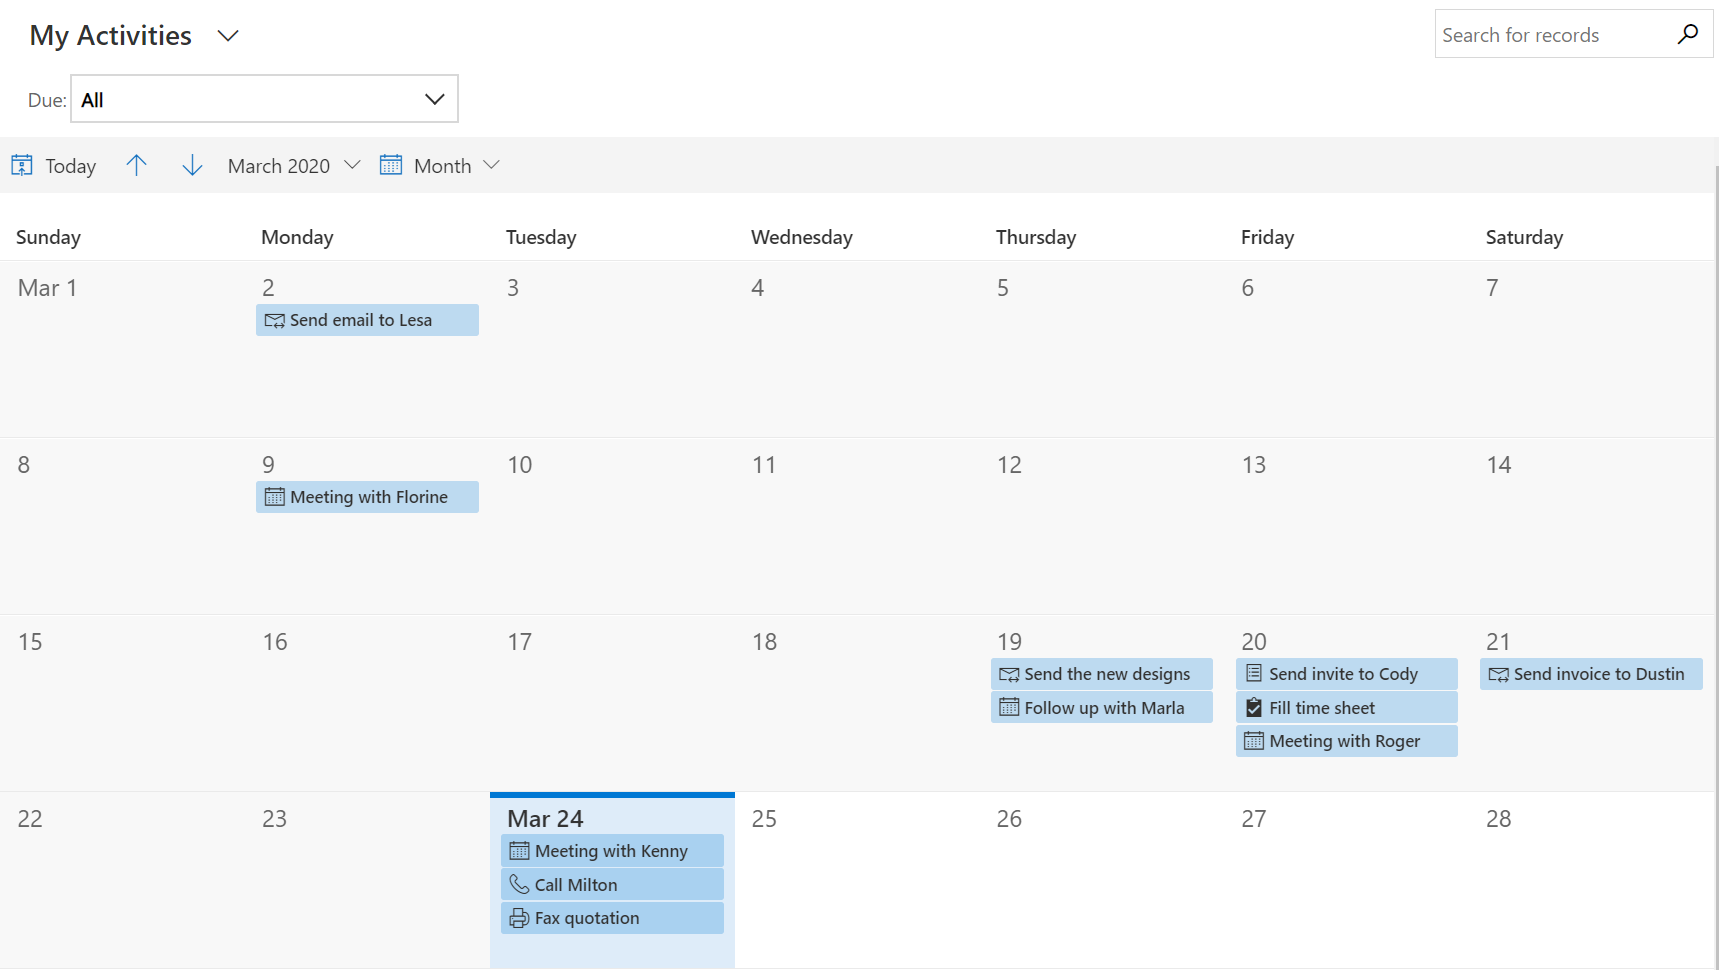 My Activities
Search for records
Due: All
Today March 2020 Month
Sunday Monday Tuesday Wednesday Thursday Friday Saturday
Mar 1 2 3 4 5 6 7
Send email to Lesa
8 9 10 11 12 13 14
Meeting with Florine
15 16 17 18 19 20 21
Send the new designs Send invite to Cody Send invoice to Dustin
Follow up with Marla Fill time sheet
Meeting with Roger
22 23 Mar 24 25 26 27 28
Meeting with Kenny
Call Milton
Fax quotation